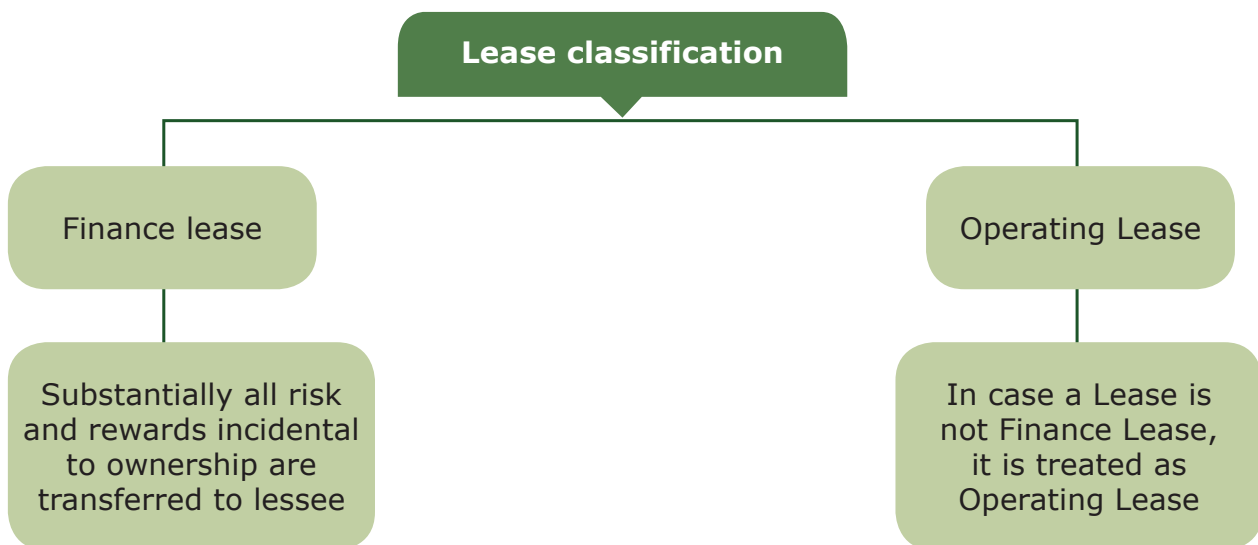 Lease classification
Finance lease
Operating Lease
Substantially all risk
and rewards incidental
to ownership are
transferred to lessee
In case a Lease is
not Finance Lease,
it is treated as
Operating Lease